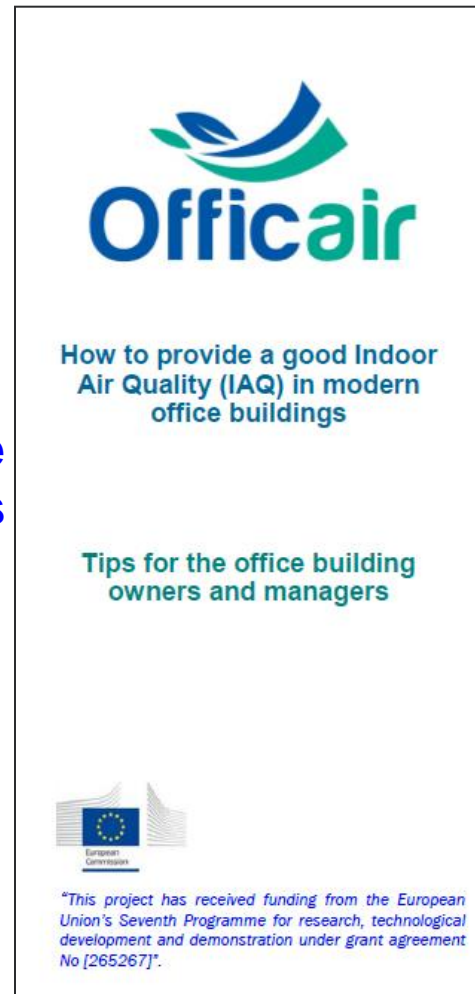 Officair
How to provide a good Indoor
Air Quality (IAQ) in modern
office buildings
e
s
Tips for the office building
owners and managers
European
Commission
"This project has received funding from the European
Union's Seventh Programme for research, technological
development and demonstration under grant agreement
No [265267]".